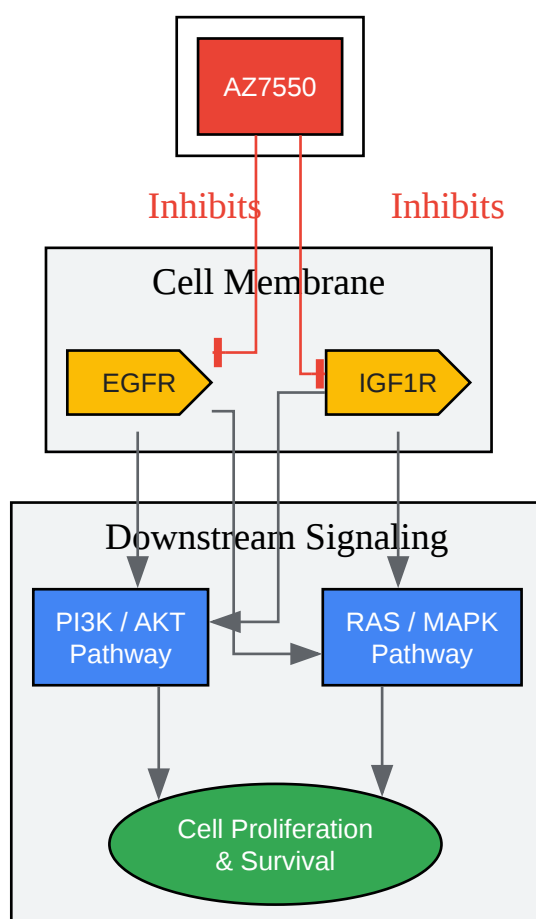 AZ7550
Inhibits
Inhibits
Cell Membrane
EGFR
IGF1R
Downstream Signaling
PI3K / AKT
Pathway
RAS / MAPK
Pathway
Cell Proliferation
& Survival